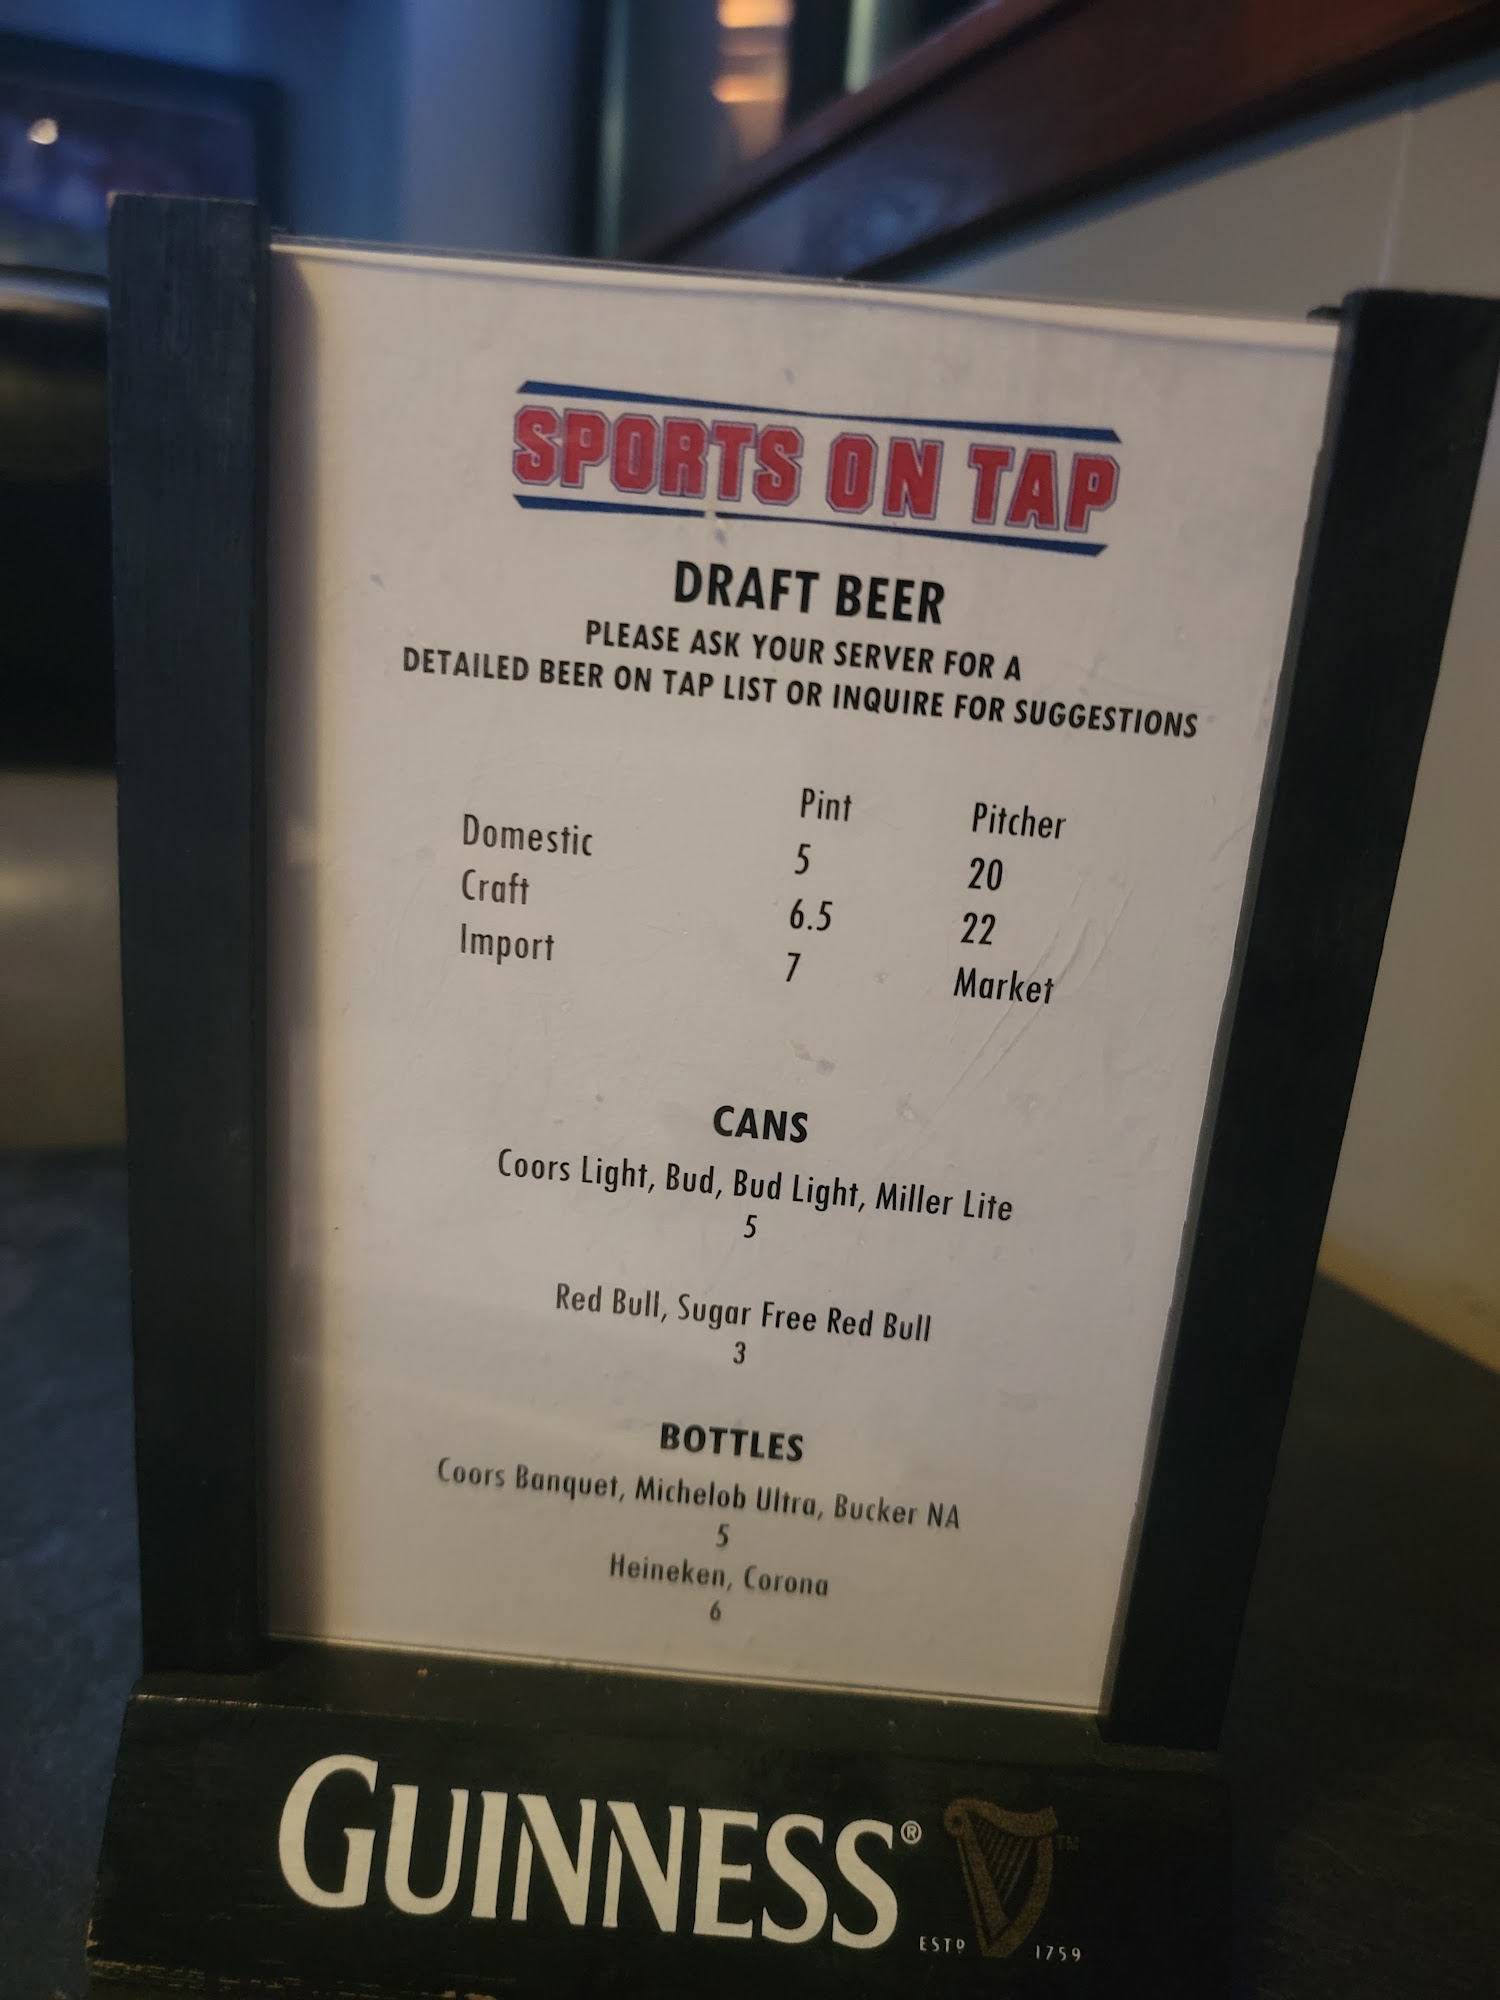 SPORTS ON TAP
DRAFT BEER
PLEASE ASK YOUR SERVER FOR A
DETAILED BEER ON TAP LIST OR INQUIRE FOR SUGGESTIONS
Pint Pitcher
Domestic 5 20
Craft 6.5 22
Import 7 Market
CANS
Coors Light, Bud, Bud Light, Miller Lite
5
Red Bull, Sugar Free Red Bull
3
BOTTLES
Coors Banquet, Michelob Ultra, Bucker NA
5
Heineken, Corona
6
GUINNESS® ™
ESTD 1759